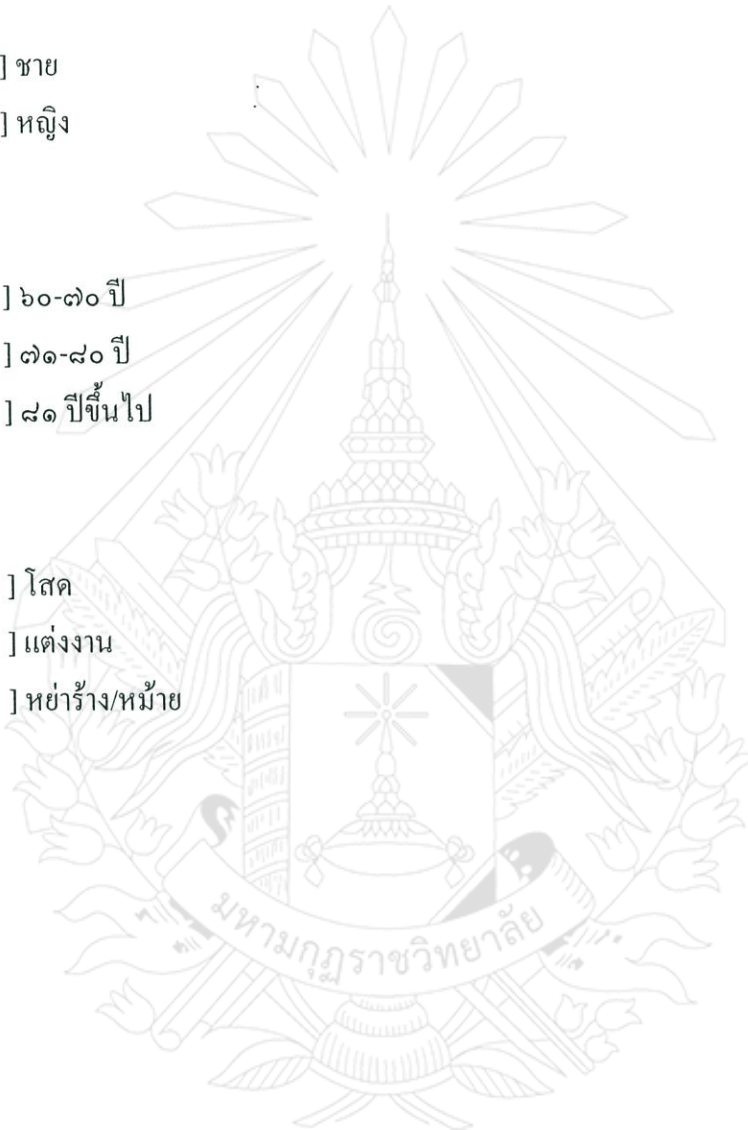 ] ชาย
] หญิง
] ๖๐-๗๐ ปี
] ๗๑-๘๐ ปี
] ๘๑ ปีขึ้นไป
] โสด
] แต่งงาน
] หย่าร้าง/หม้าย
มหามกุฏราชวิทยาลัย